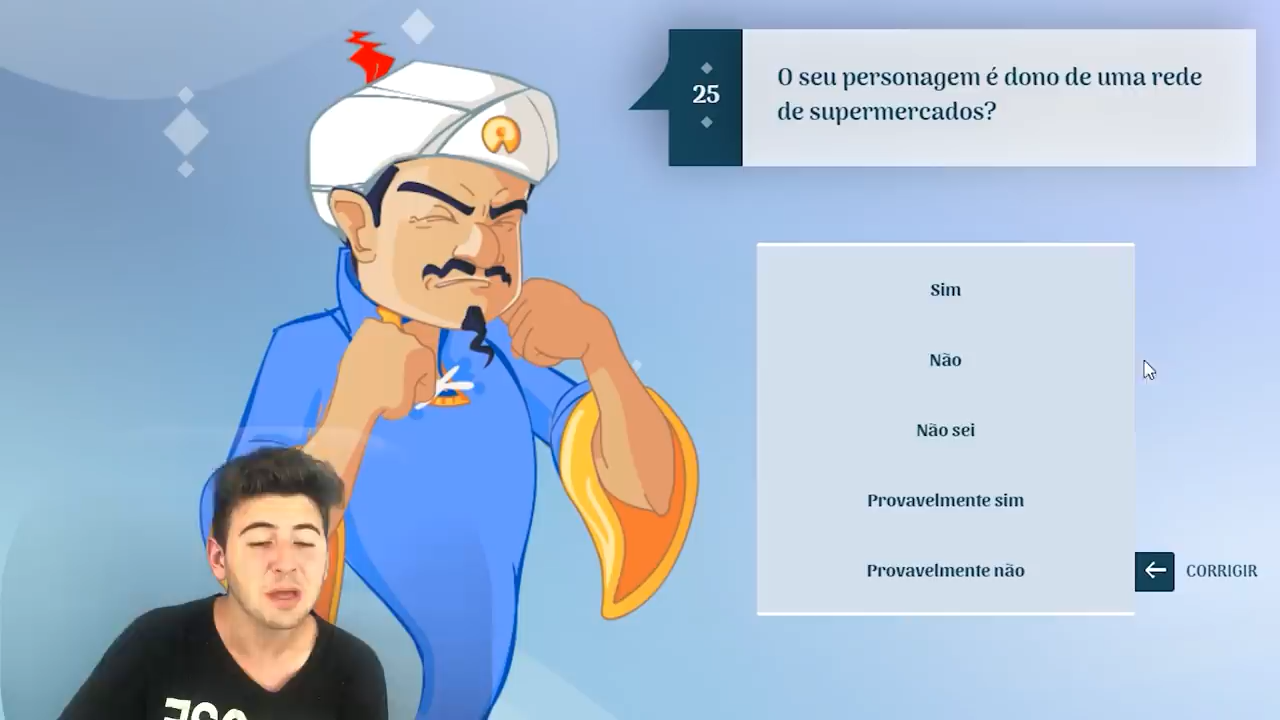 25
O seu personagem é dono de uma rede
de supermercados?
Sim
Não
Não sei
Provavelmente sim
Provavelmente não
CORRIGIR